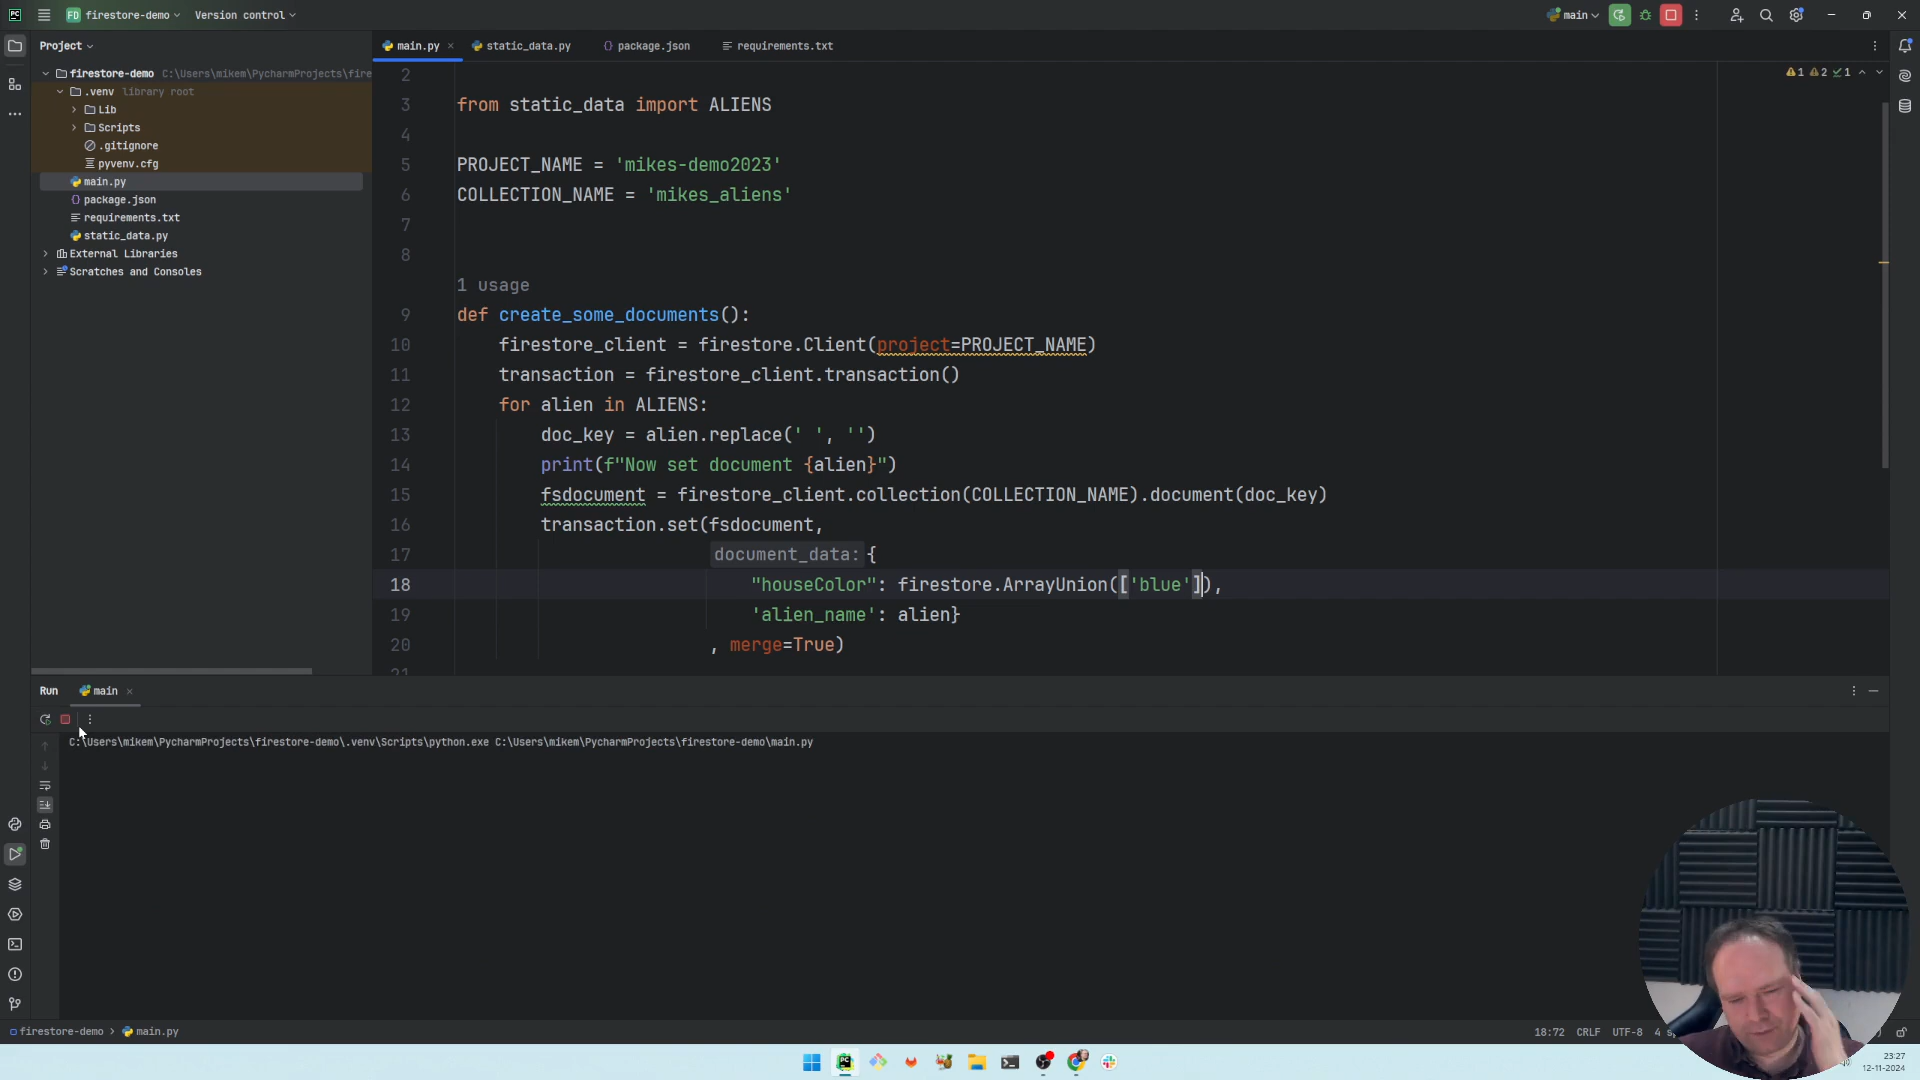 FD firestore-demo Version control main
Project main.py static_data.py package.json requirements.txt
firestore-demo C:\Users\mikem\PycharmProjects\fire
.venv library root
Lib
Scripts
.gitignore
pyvenv.cfg
main.py
package.json
requirements.txt
static_data.py
External Libraries
Scratches and Consoles
1 2 1
2
3 from static_data import ALIENS
4
5 PROJECT_NAME = 'mikes-demo2023'
6 COLLECTION_NAME = 'mikes_aliens'
7
8
1 usage
9 def create_some_documents():
10 firestore_client = firestore.Client(project=PROJECT_NAME)
11 transaction = firestore_client.transaction()
12 for alien in ALIENS:
13 doc_key = alien.replace(' ', '')
14 print(f"Now set document {alien}")
15 fsdocument = firestore_client.collection(COLLECTION_NAME).document(doc_key)
16 transaction.set(fsdocument,
17 document_data: {
18 "houseColor": firestore.ArrayUnion(['blue']),
19 'alien_name': alien}
20 , merge=True)
21
Run main
C:\Users\mikem\PycharmProjects\firestore-demo\.venv\Scripts\python.exe C:\Users\mikem\PycharmProjects\firestore-demo\main.py
firestore-demo > main.py 18:72 CRLF UTF-8 4
23:27
12-11-2024